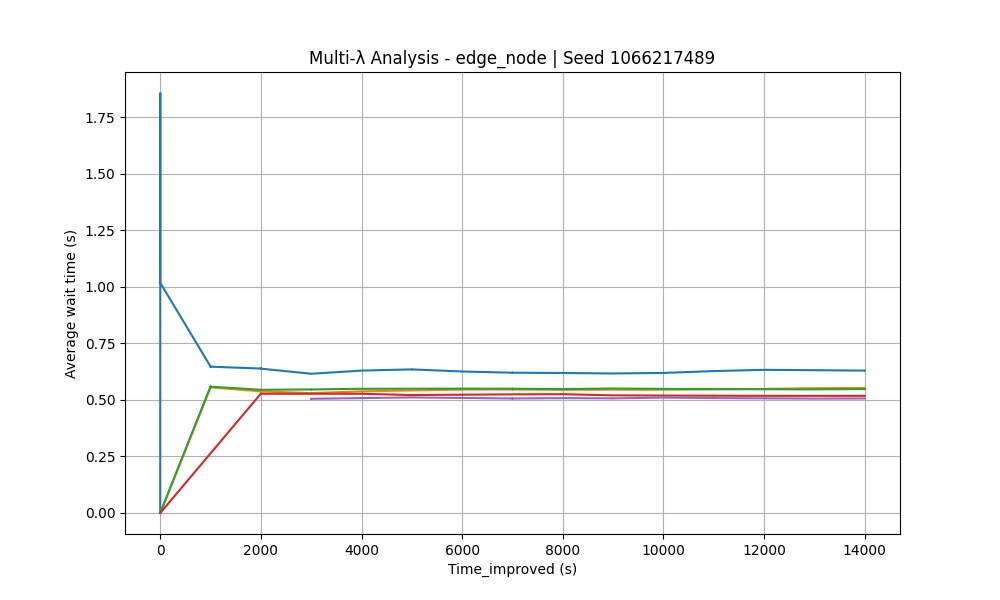 Multi-λ Analysis - edge_node | Seed 1066217489
Average wait time (s)
1.75
1.50
1.25
1.00
0.75
0.50
0.25
0.00
0 2000 4000 6000 8000 10000 12000 14000
Time_improved (s)